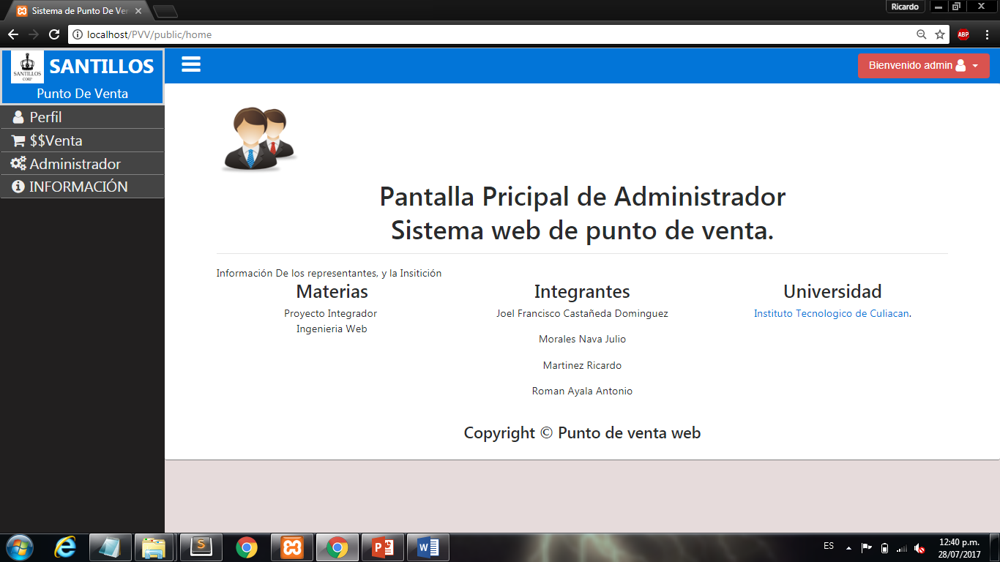 Sistema de Punto De Ver
Ricardo
localhost/PVV/public/home
ABP
SANTILLOS
CORP
SANTILLOS
Punto De Venta
Bienvenido admin
Perfil
$$Venta
Administrador
INFORMACIÓN
Pantalla Pricipal de Administrador
Sistema web de punto de venta.
Información De los representantes, y la Insitición
Materias
Proyecto Integrador
Ingenieria Web
Integrantes
Joel Francisco Castañeda Dominguez
Morales Nava Julio
Martinez Ricardo
Roman Ayala Antonio
Universidad
Instituto Tecnologico de Culiacan.
Copyright © Punto de venta web
ES
12:40 p.m.
28/07/2017